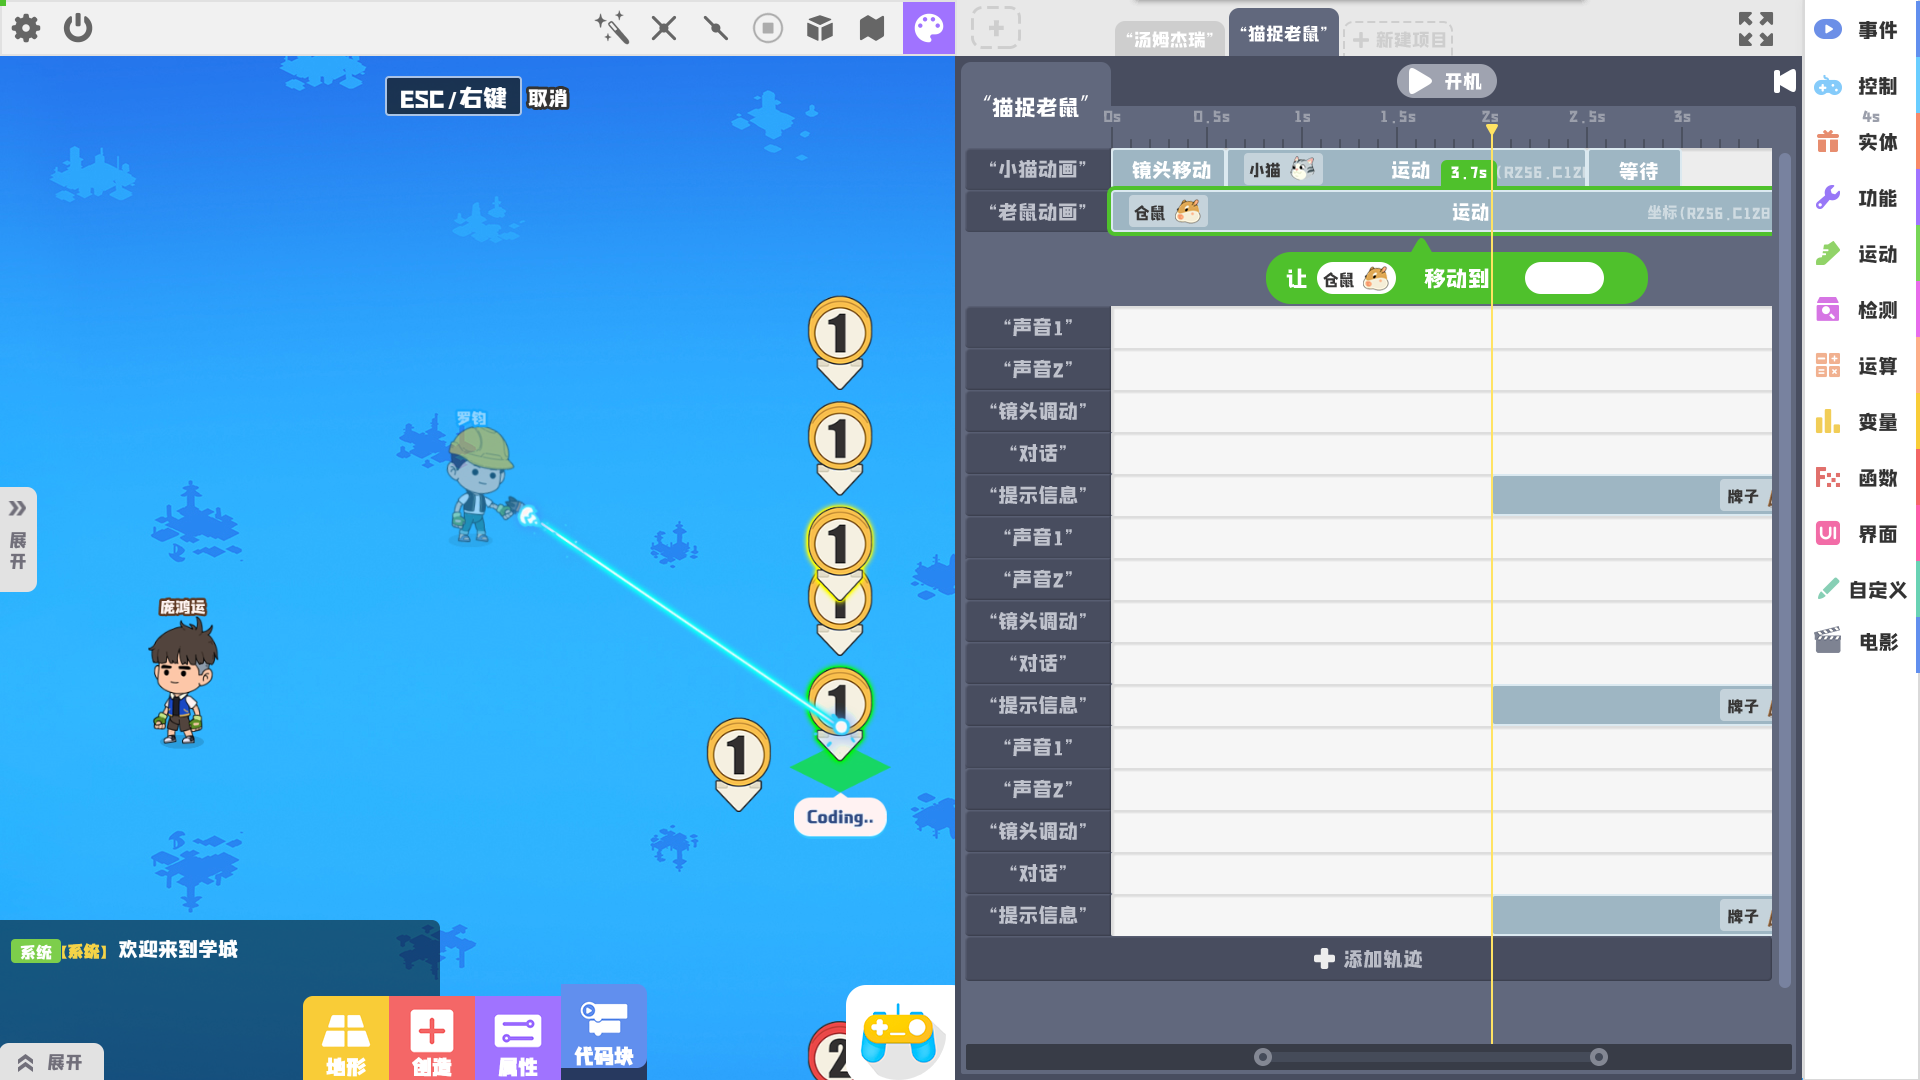 ESC/右键 取消
罗钧
庞鸿运
1
1
1
1
1
1
Coding..
2
展开
系统【系统】欢迎来到学城
展开
地形
创造
属性
代码块
“汤姆杰瑞”
“猫捉老鼠”
新建项目
“猫捉老鼠”
开机
0s 0.5s 1s 1.5s 2s 2.5s 3s 4s
“小猫动画” 镜头移动 小猫 运动 3.7s (RZ56,C1Z 等待
“老鼠动画” 仓鼠 运动 坐标(RZ56,C1Z8
让 仓鼠 移动到
“声音1”
“声音2”
“镜头调动”
“对话”
“提示信息” 牌子
“声音1”
“声音2”
“镜头调动”
“对话”
“提示信息” 牌子
“声音1”
“声音2”
“镜头调动”
“对话”
“提示信息” 牌子
添加轨迹
事件
控制
实体
功能
运动
检测
运算
变量
Fx 函数
UI 界面
自定义
电影